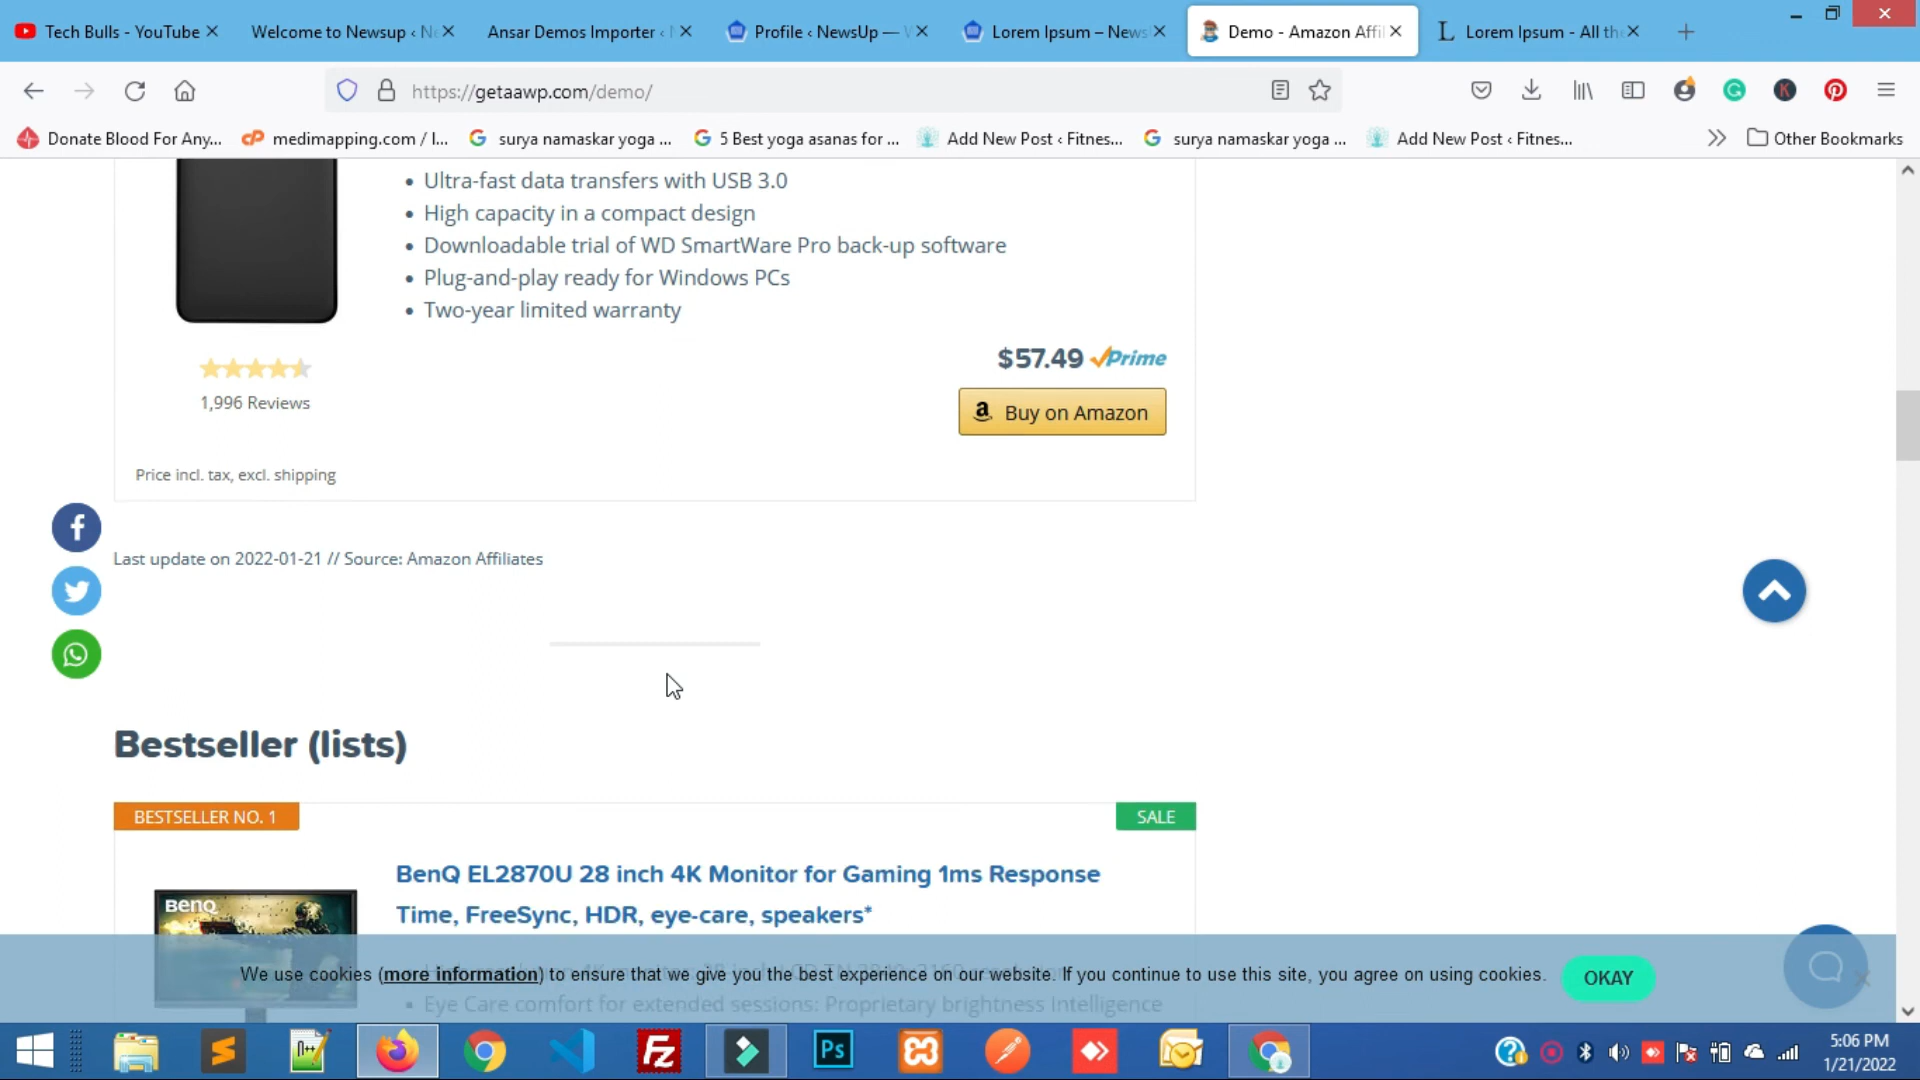 Tech Bulls - YouTube
Welcome to Newsup ‹ Ne
Ansar Demos Importer ‹
Profile ‹ NewsUp — W
Lorem Ipsum – News
Demo - Amazon Affil
Lorem Ipsum - All th
https://getaawp.com/demo/
Donate Blood For Any...
medimapping.com / l...
surya namaskar yoga ...
5 Best yoga asanas for ...
Add New Post ‹ Fitnes...
surya namaskar yoga ...
Add New Post ‹ Fitnes...
Other Bookmarks
• Ultra-fast data transfers with USB 3.0
• High capacity in a compact design
• Downloadable trial of WD SmartWare Pro back-up software
• Plug-and-play ready for Windows PCs
• Two-year limited warranty
$57.49 Prime
1,996 Reviews
Buy on Amazon
Price incl. tax, excl. shipping
Last update on 2022-01-21 // Source: Amazon Affiliates
Bestseller (lists)
BESTSELLER NO. 1
SALE
BenQ EL2870U 28 inch 4K Monitor for Gaming 1ms Response
Time, FreeSync, HDR, eye-care, speakers*
BenQ
We use cookies (more information) to ensure that we give you the best experience on our website. If you continue to use this site, you agree on using cookies.
OKAY
• Eye Care comfort for extended sessions: Proprietary brightness Intelligence
5:06 PM
1/21/2022